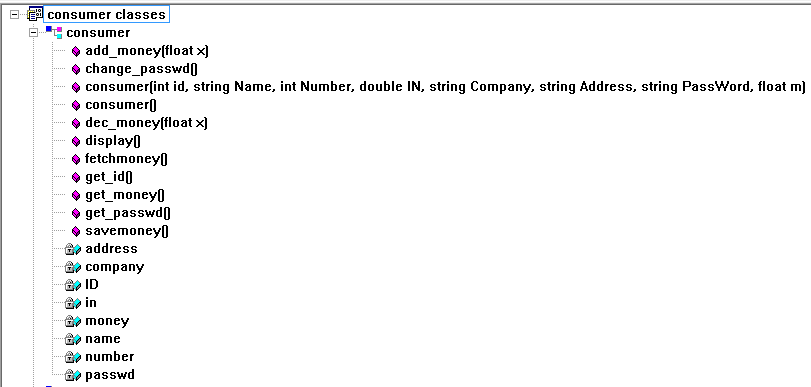 consumer classes
consumer
add_money(float x)
change_passwd()
consumer(int id, string Name, int Number, double IN, string Company, string Address, string PassWord, float m)
consumer()
dec_money(float x)
display()
fetchmoney()
get_id()
get_money()
get_passwd()
savemoney()
address
company
ID
in
money
name
number
passwd